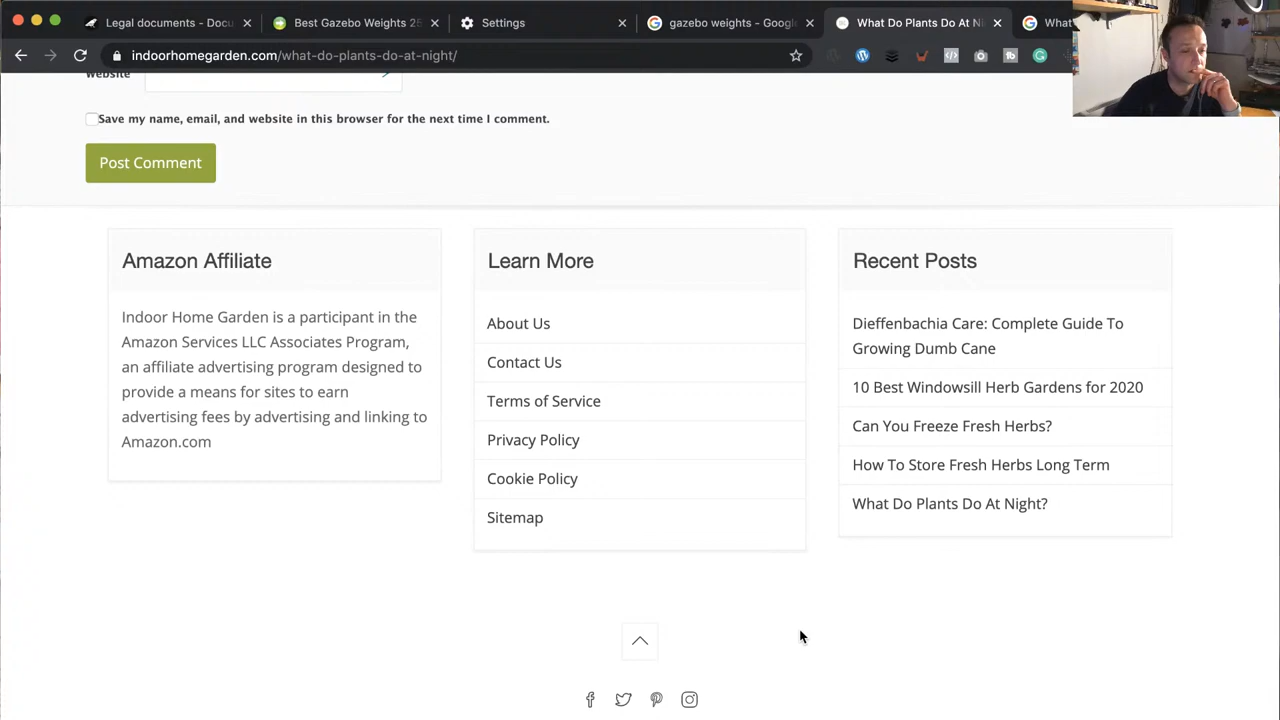 Legal documents - Docu
Best Gazebo Weights 25
Settings
gazebo weights - Google
What Do Plants Do At Ni
What
indoorhomegarden.com/what-do-plants-do-at-night/
Website
Save my name, email, and website in this browser for the next time I comment.
Post Comment
Amazon Affiliate
Indoor Home Garden is a participant in the
Amazon Services LLC Associates Program,
an affiliate advertising program designed to
provide a means for sites to earn
advertising fees by advertising and linking to
Amazon.com
Learn More
About Us
Contact Us
Terms of Service
Privacy Policy
Cookie Policy
Sitemap
Recent Posts
Dieffenbachia Care: Complete Guide To
Growing Dumb Cane
10 Best Windowsill Herb Gardens for 2020
Can You Freeze Fresh Herbs?
How To Store Fresh Herbs Long Term
What Do Plants Do At Night?